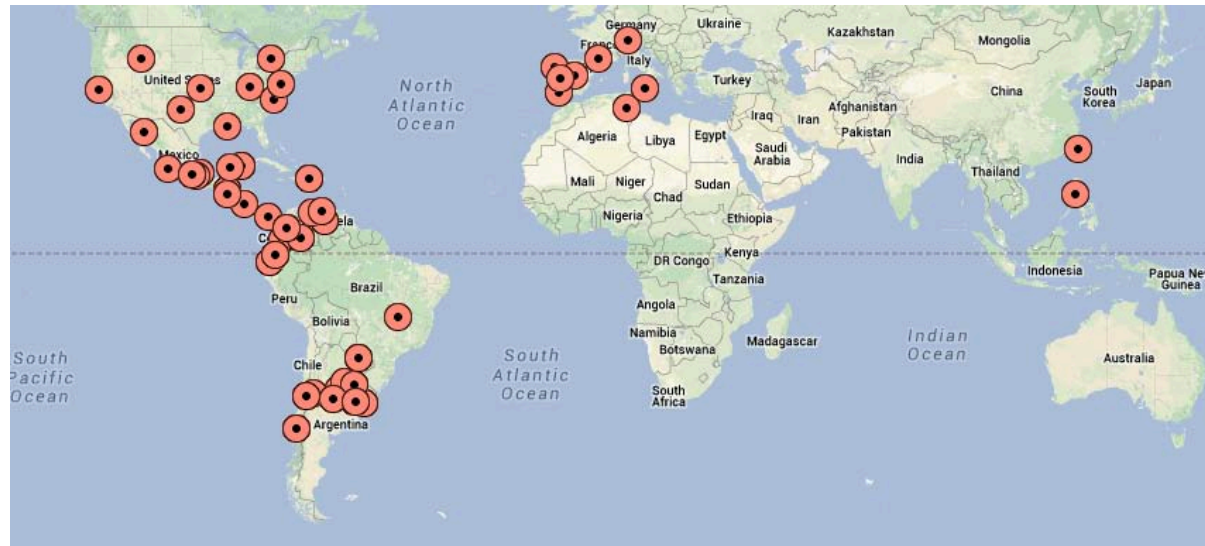 Germany
Ukraine
Kazakhstan
Mongolia
Franc
Italy
North
Atlantic
Ocean
United
Turkey
China
Japan
South
Korea
Afghanistan
Iraq
Iran
Pakistan
Algeria
Libya
Egypt
Saudi
Arabia
India
Mexico
Mali
Niger
Chad
Sudan
Thailand
Nigeria
Ethiopia
ela
DR Congo
Kenya
Tanzania
Indonesia
Papua New
Guinea
Peru
Brazil
Bolivia
Angola
Namibia
Botswana
Madagascar
South
Pacific
Ocean
Chile
South
Atlantic
Ocean
South
Africa
Indian
Ocean
Australia
Argentina